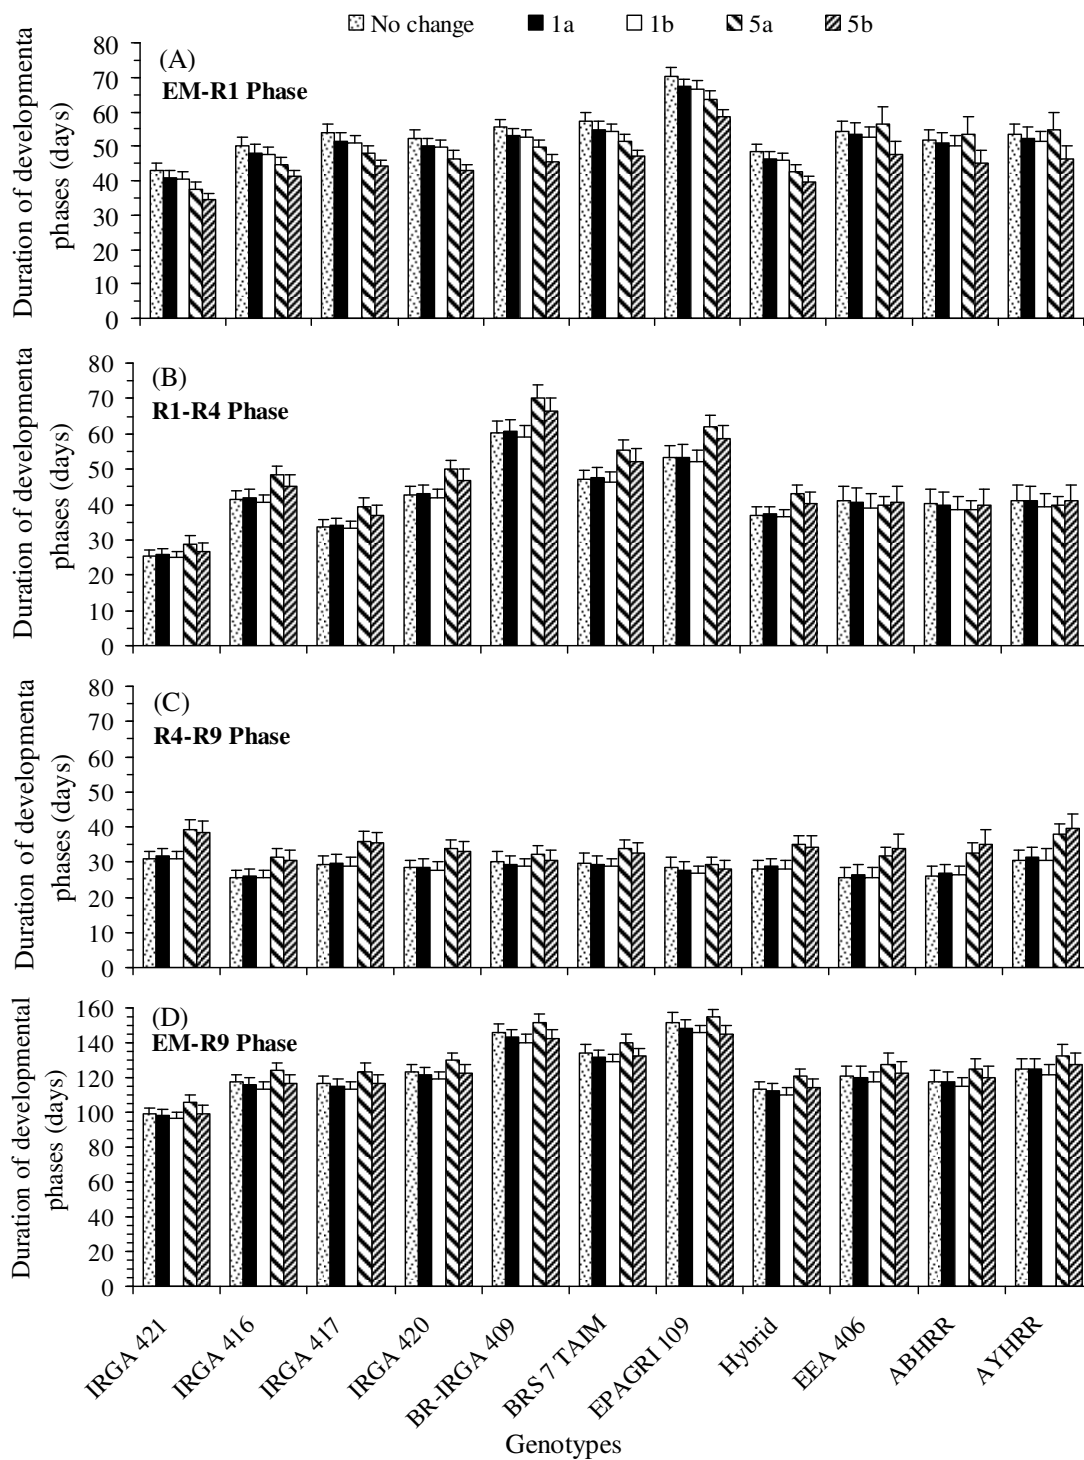 No change 1a 1b 5a 5b
(A)
EM-R1 Phase
Duration of developmenta
phases (days)
80
70
60
50
40
30
20
10
0
(B)
R1-R4 Phase
Duration of developmenta
phases (days)
80
70
60
50
40
30
20
10
0
(C)
R4-R9 Phase
Duration of developmenta
phases (days)
80
70
60
50
40
30
20
10
0
(D)
EM-R9 Phase
Duration of developmental
phases (days)
160
140
120
100
80
60
40
20
0
IRGA 421
IRGA 416
IRGA 417
IRGA 420
BR-IRGA 409
BRS 7 TAIM
EPAGRI 109
Hybrid
EEA 406
ABHRR
AYHRR
Genotypes